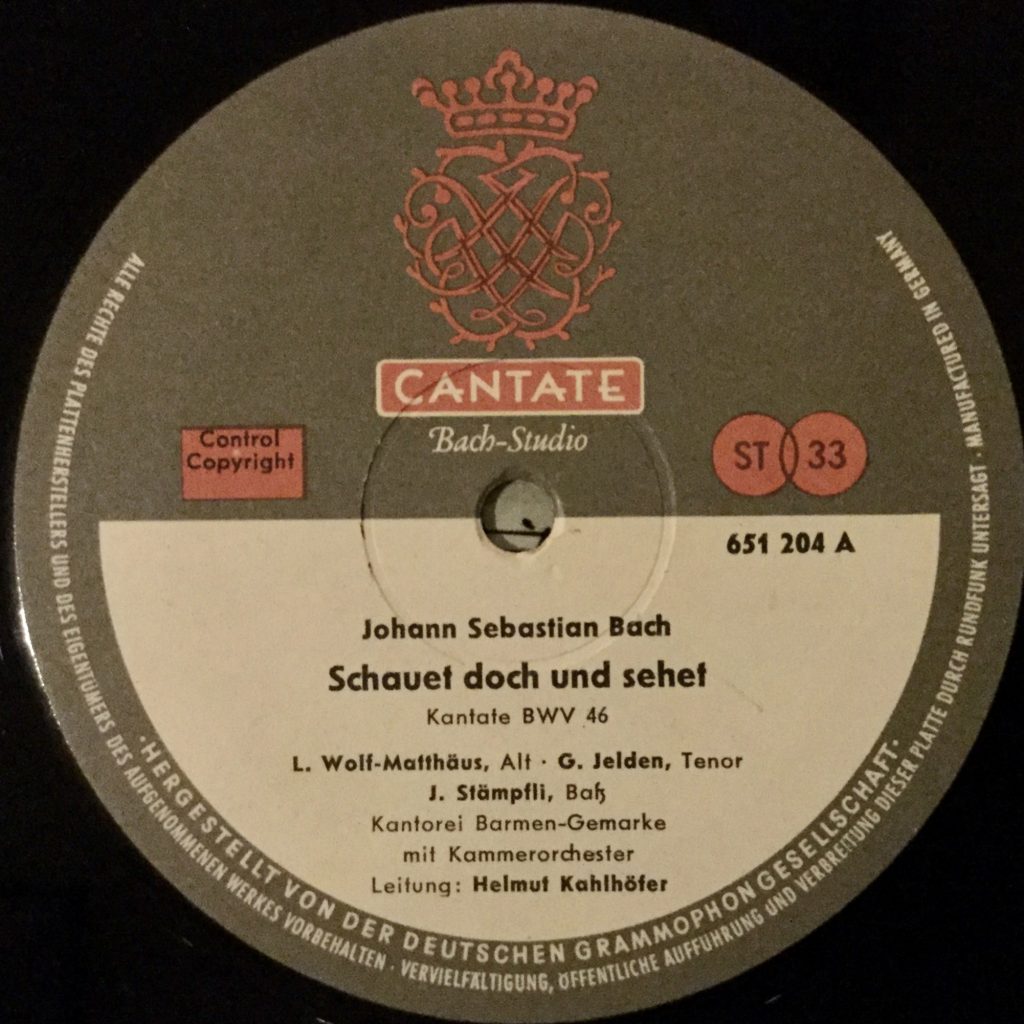 CANTATE
Bach-Studio
Control
Copyright
ST 33
651 204 A
Johann Sebastian Bach
Schauet doch und sehet
Kantate BWV 46
L. Wolf-Matthäus, Alt · G. Jelden, Tenor
J. Stämpfli, Baß
Kantorei Barmen-Gemarke
mit Kammerorchester
Leitung: Helmut Kahlhöfer
· HERGESTELLT VON DER DEUTSCHEN GRAMMOPHON GESELLSCHAFT ·
ALLE RECHTE DES PLATTENHERSTELLERS UND DES EIGENTUMERS DES AUFGENOMMENEN WERKES VORBEHALTEN · VERVIELFÄLTIGUNG, ÖFFENTLICHE AUFFÜHRUNG UND VERBREITUNG DIESER PLATTE DURCH RUNDFUNK UNTERSAGT · MANUFACTURED IN GERMANY